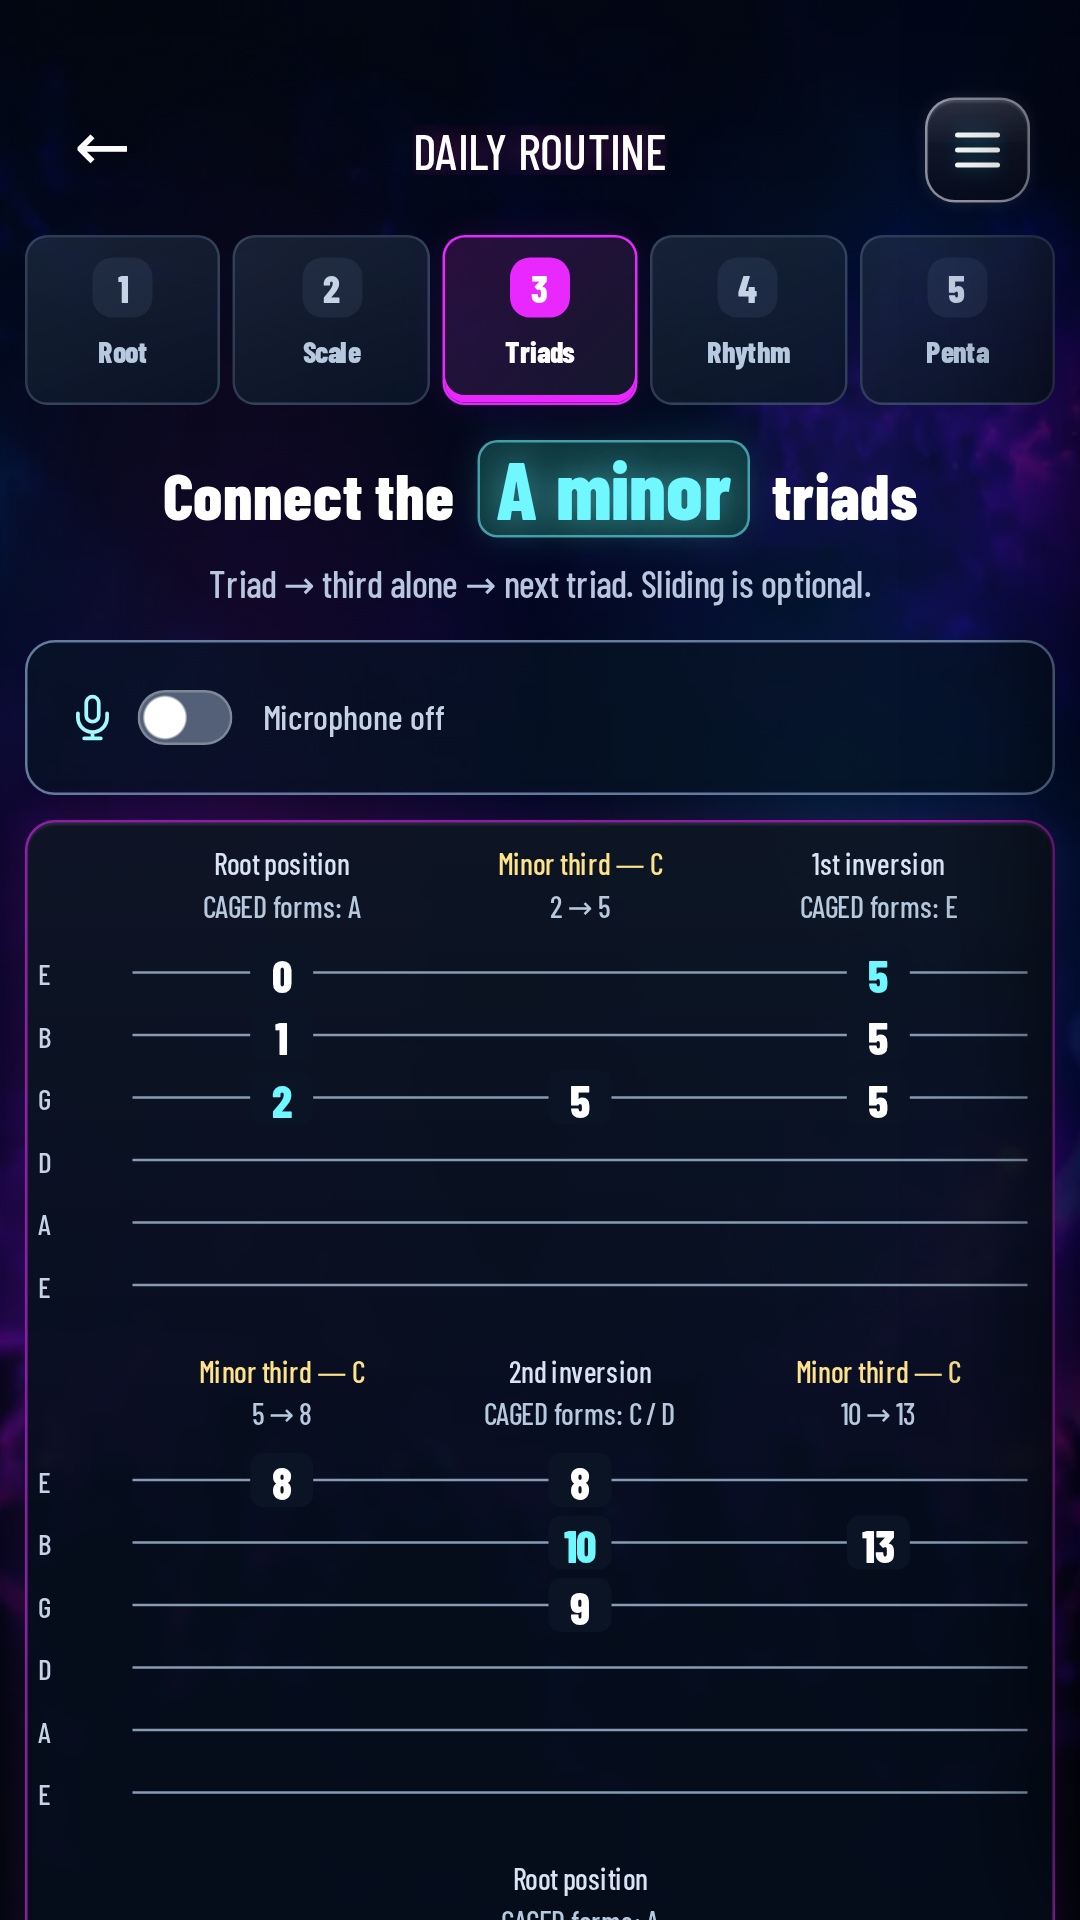 DAILY ROUTINE
1 2 3 4 5
Root Scale Triads Rhythm Penta
Connect the A minor triads
Triad → third alone → next triad. Sliding is optional.
Microphone off
Root position Minor third — C 1st inversion
CAGED forms: A 2 → 5 CAGED forms: E
E 0 5
B 1 5
G 2 5 5
D
A
E
Minor third — C 2nd inversion Minor third — C
5 → 8 CAGED forms: C / D 10 → 13
E 8 8
B 10 13
G 9
D
A
E
Root position
CAGED forms: A